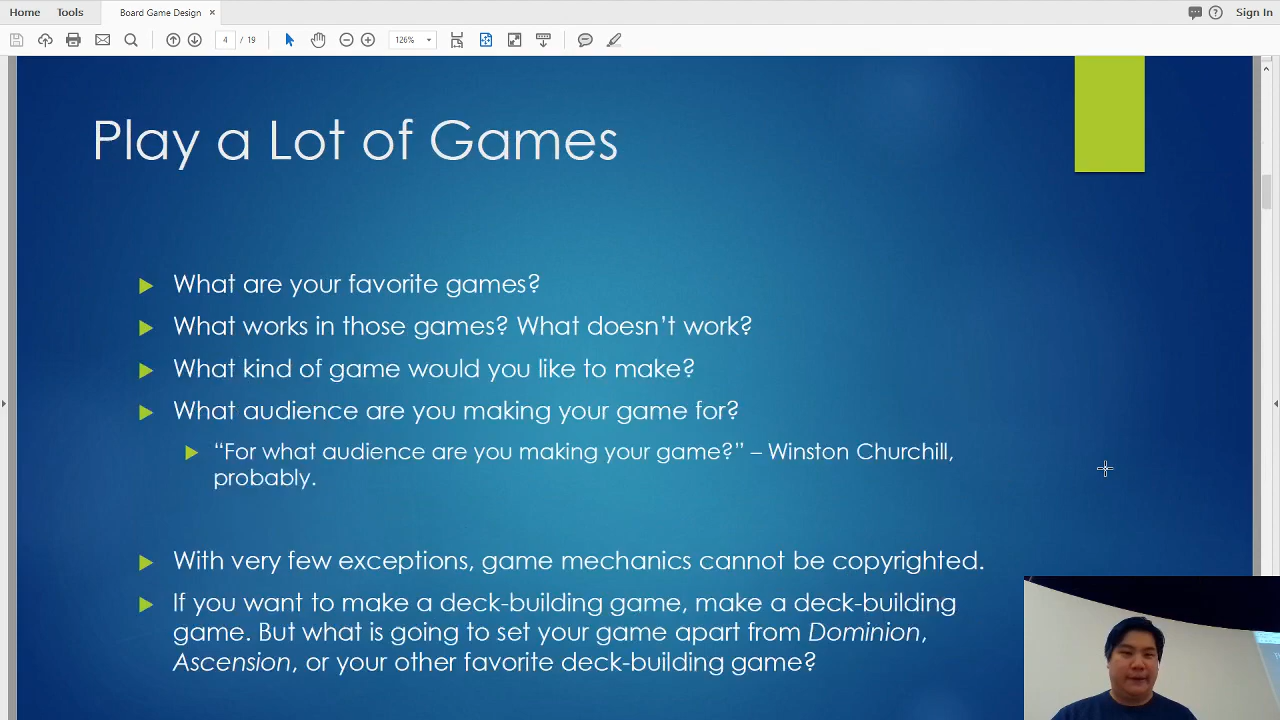 Home Tools Board Game Design × Sign In
4 / 19 126%
Play a Lot of Games
What are your favorite games?
What works in those games? What doesn’t work?
What kind of game would you like to make?
What audience are you making your game for?
“For what audience are you making your game?” – Winston Churchill,
probably.
With very few exceptions, game mechanics cannot be copyrighted.
If you want to make a deck-building game, make a deck-building
game. But what is going to set your game apart from Dominion,
Ascension, or your other favorite deck-building game?